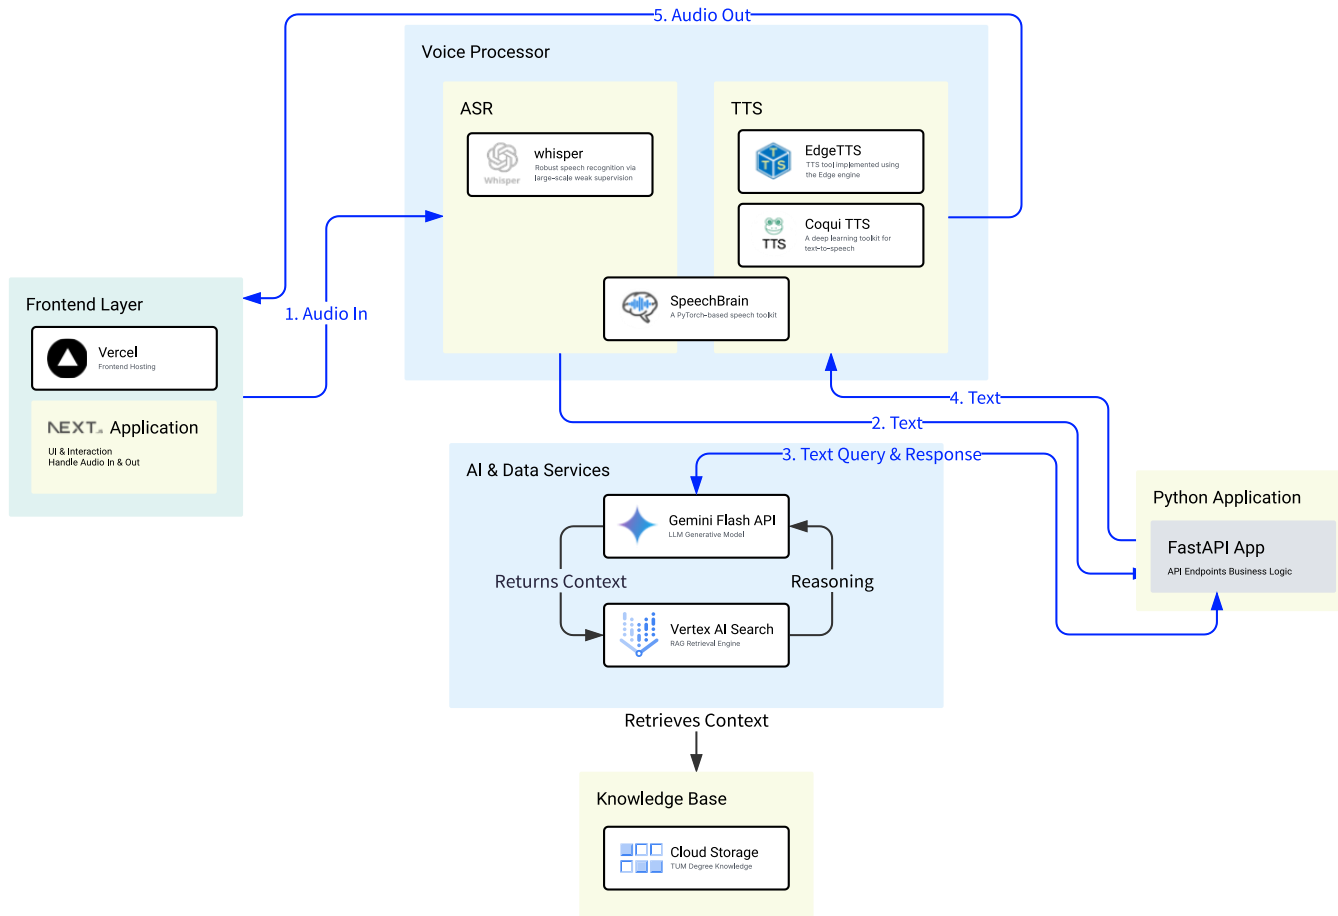 5. Audio Out
Voice Processor
ASR
whisper
Robust speech recognition via
large-scale weak supervision
Whisper
TTS
EdgeTTS
TTS tool implemented using
the Edge engine
TTS
Coqui TTS
A deep learning toolkit for
text-to-speech
TTS
SpeechBrain
A PyTorch-based speech toolkit
1. Audio In
Frontend Layer
Vercel
Frontend Hosting
NEXT.js Application
UI & Interaction
Handle Audio In & Out
4. Text
2. Text
3. Text Query & Response
AI & Data Services
Gemini Flash API
LLM Generative Model
Returns Context
Reasoning
Vertex AI Search
RAG Retrieval Engine
Python Application
FastAPI App
API Endpoints Business Logic
Retrieves Context
Knowledge Base
Cloud Storage
TUM Degree Knowledge